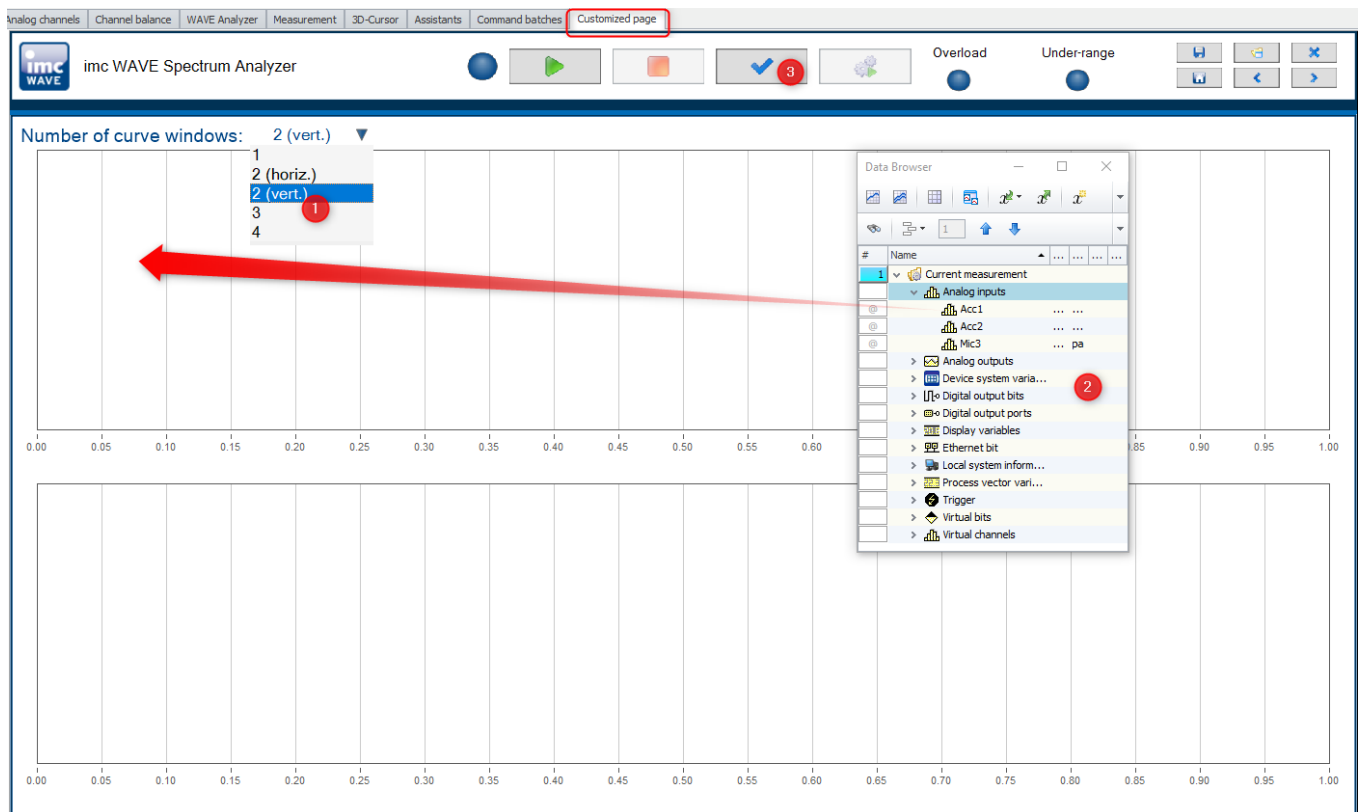 Analog channels Channel balance WAVE Analyzer Measurement 3D-Cursor Assistants Command batches Customized page
imc WAVE
imc WAVE Spectrum Analyzer
3
Overload Under-range
Number of curve windows: 2 (vert.)
1
2 (horiz.)
2 (vert.)
1
3
4
Data Browser
x x x
1
# Name ... ... ... ...
1 Current measurement
Analog inputs
@ Acc1 ... ...
@ Acc2 ... ...
@ Mic3 ... pa
Analog outputs
Device system varia...
2
Digital output bits
Digital output ports
Display variables
Ethernet bit
Local system inform...
Process vector vari...
Trigger
Virtual bits
Virtual channels
0.00 0.05 0.10 0.15 0.20 0.25 0.30 0.35 0.40 0.45 0.50 0.55 0.60 0.85 0.90 0.95 1.00
0.00 0.05 0.10 0.15 0.20 0.25 0.30 0.35 0.40 0.45 0.50 0.55 0.60 0.65 0.70 0.75 0.80 0.85 0.90 0.95 1.00